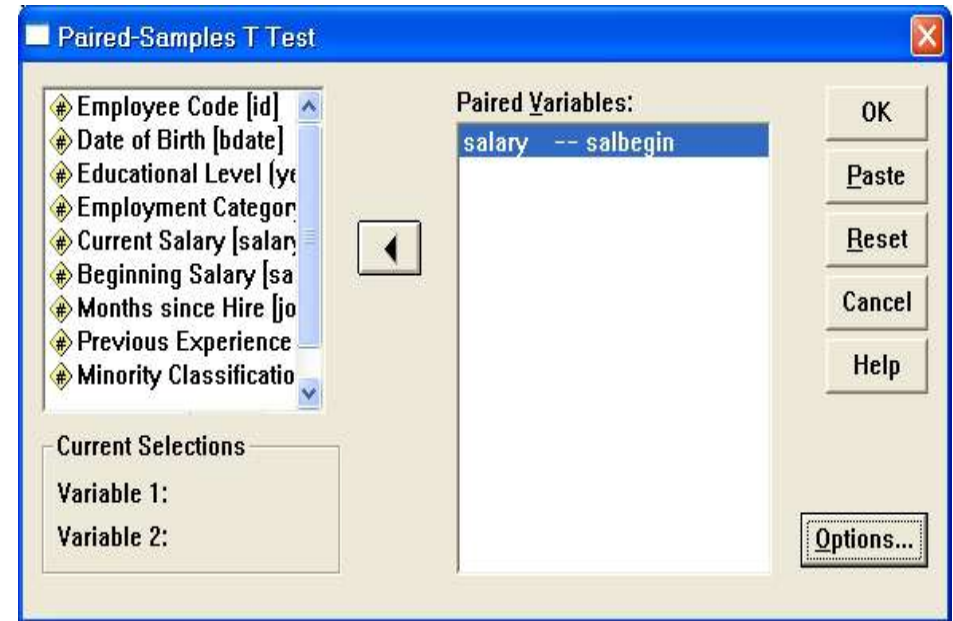 Paired-Samples T Test
Employee Code [id]
Date of Birth [bdate]
Educational Level (ye
Employment Categor
Current Salary [salary
Beginning Salary [sa
Months since Hire [jo
Previous Experience
Minority Classificatio
Current Selections
Variable 1:
Variable 2:
Paired Variables:
salary -- salbegin
OK
Paste
Reset
Cancel
Help
Options...